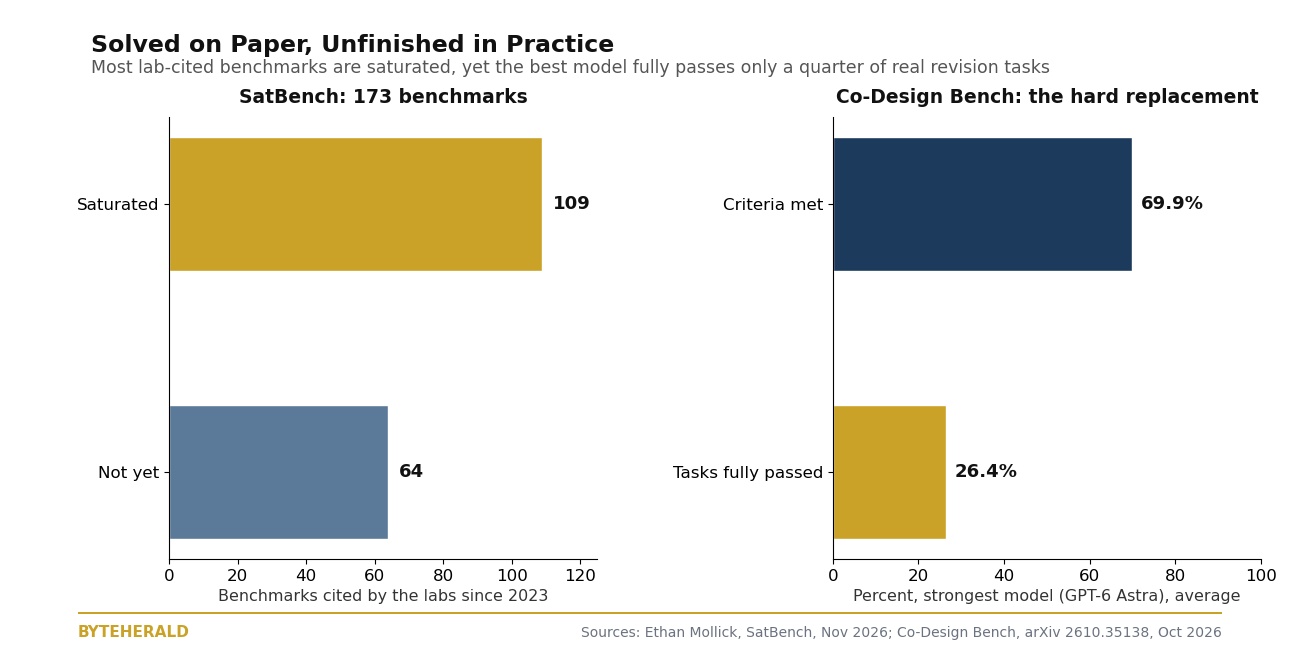 Solved on Paper, Unfinished in Practice
Most lab-cited benchmarks are saturated, yet the best model fully passes only a quarter of real revision tasks
SatBench: 173 benchmarks
Saturated
109
Not yet
64
0 20 40 60 80 100 120
Benchmarks cited by the labs since 2023
Co-Design Bench: the hard replacement
Criteria met
69.9%
Tasks fully passed
26.4%
0 20 40 60 80 100
Percent, strongest model (GPT-6 Astra), average
BYTEHERALD
Sources: Ethan Mollick, SatBench, Nov 2026; Co-Design Bench, arXiv 2610.35138, Oct 2026